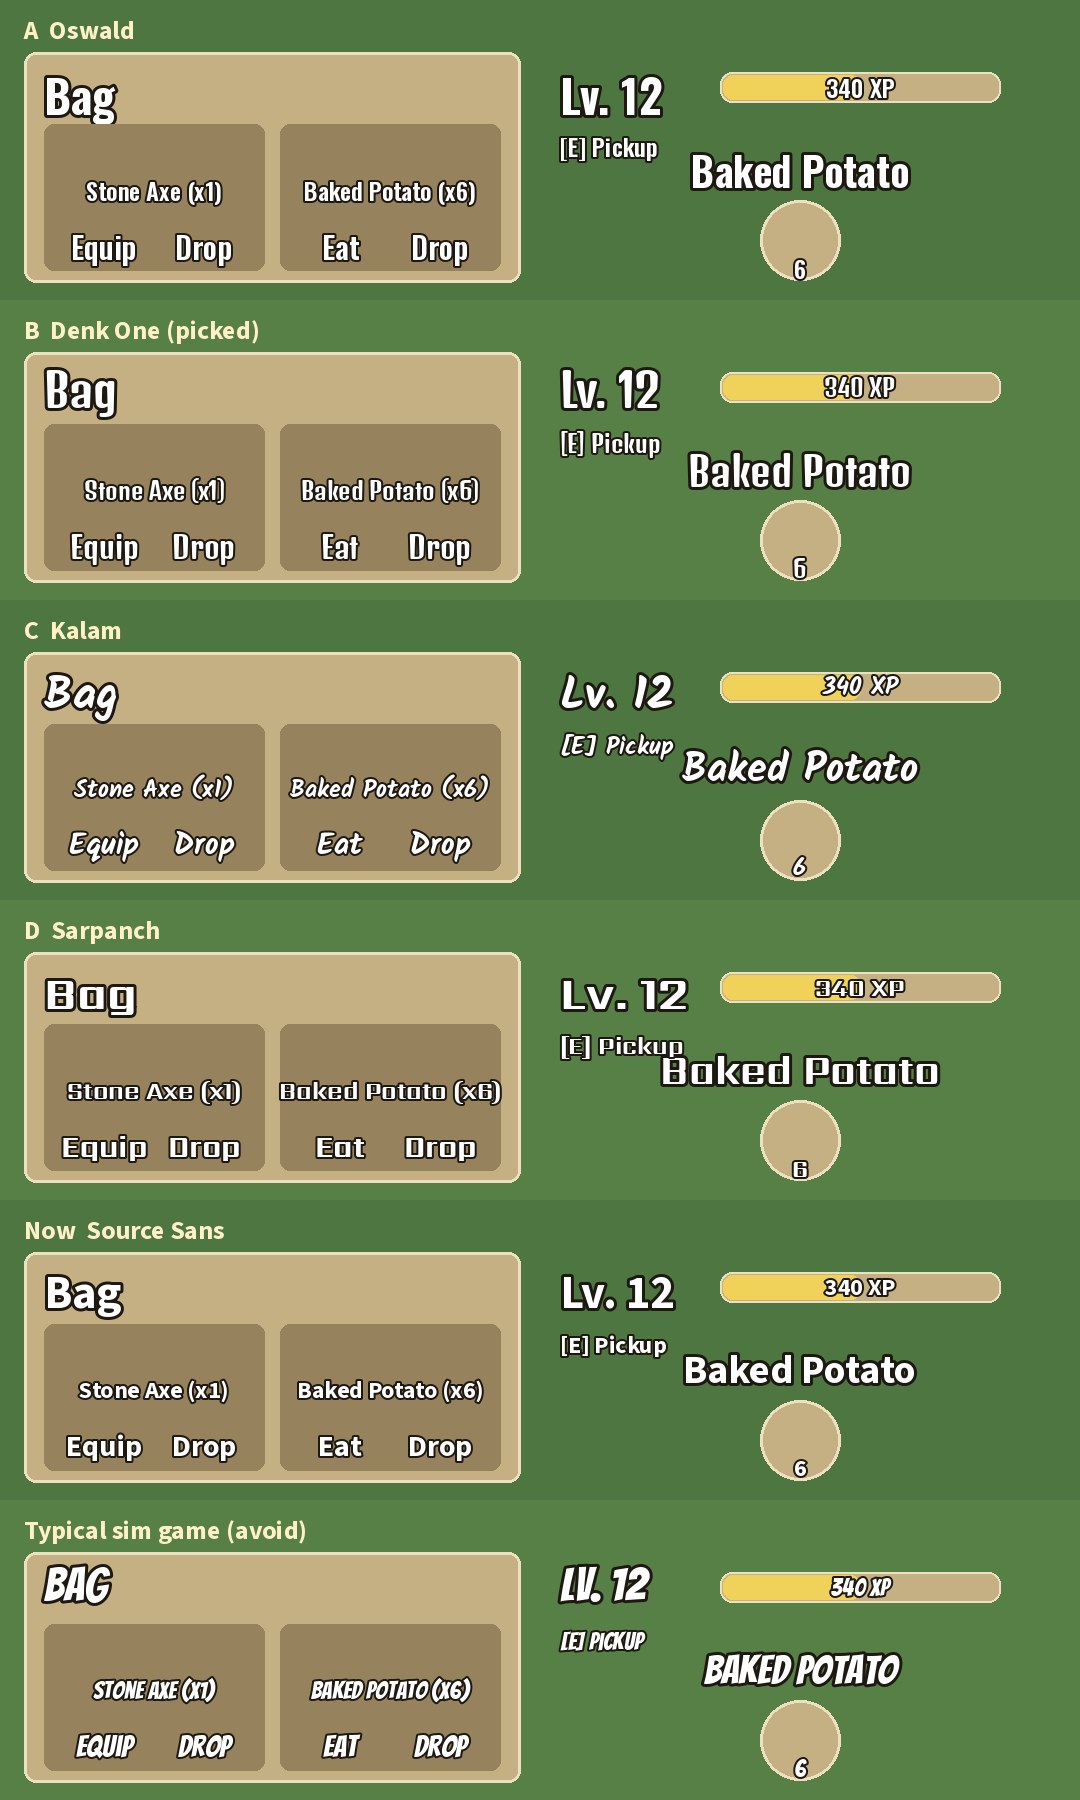 A Oswald
Bag
Lv. 12
340 XP
[E] Pickup
Baked Potato
Stone Axe (x1)
Baked Potato (x6)
Equip Drop
Eat Drop
6
B Denk One (picked)
Bag
Lv. 12
340 XP
[E] Pickup
Baked Potato
Stone Axe (x1)
Baked Potato (x6)
Equip Drop
Eat Drop
6
C Kalam
Bag
Lv. 12
340 XP
[E] Pickup
Baked Potato
Stone Axe (x1)
Baked Potato (x6)
Equip Drop
Eat Drop
6
D Sarpanch
Bag
Lv. 12
340 XP
[E] Pickup
Baked Potato
Stone Axe (x1)
Baked Potato (x6)
Equip Drop
Eat Drop
6
Now Source Sans
Bag
Lv. 12
340 XP
[E] Pickup
Baked Potato
Stone Axe (x1)
Baked Potato (x6)
Equip Drop
Eat Drop
6
Typical sim game (avoid)
BAG
LV. 12
340 XP
[E] PICKUP
BAKED POTATO
STONE AXE (X1)
BAKED POTATO (X6)
EQUIP DROP
EAT DROP
6